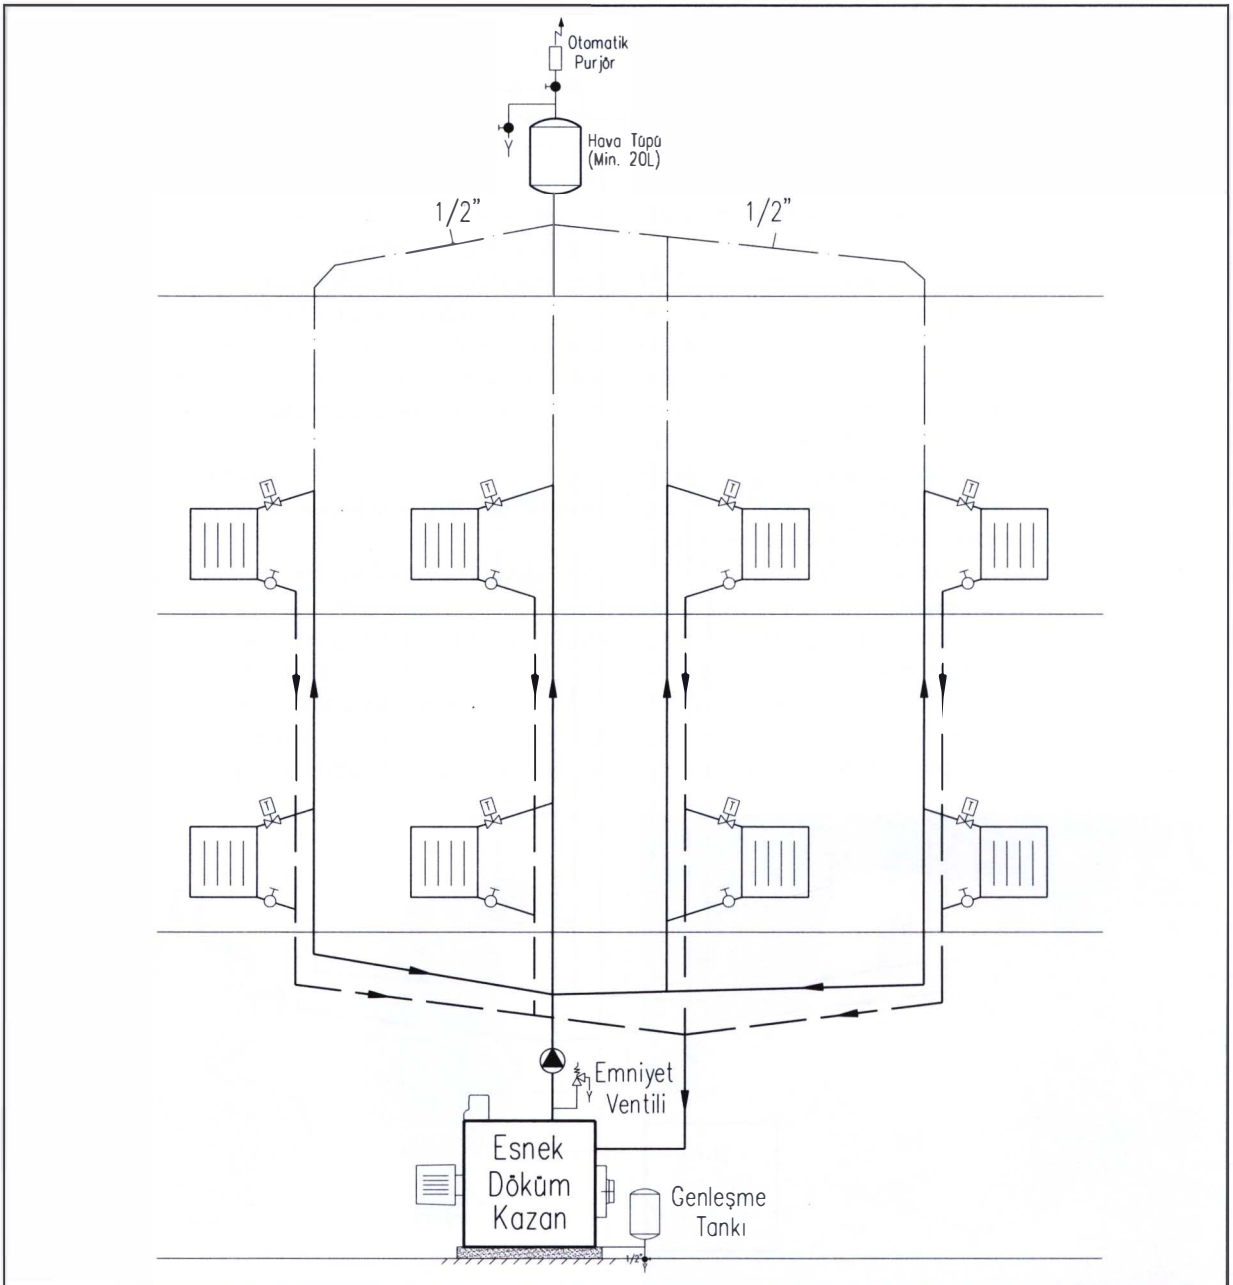 Otomatik
Purjör
Hava Tüpü
(Min. 20L)
Y
1/2"
1/2"
T
T
T
T
T
T
T
T
Emniyet
Ventili
Y
Esnek
Döküm
Kazan
Genleşme
Tankı
1/2"